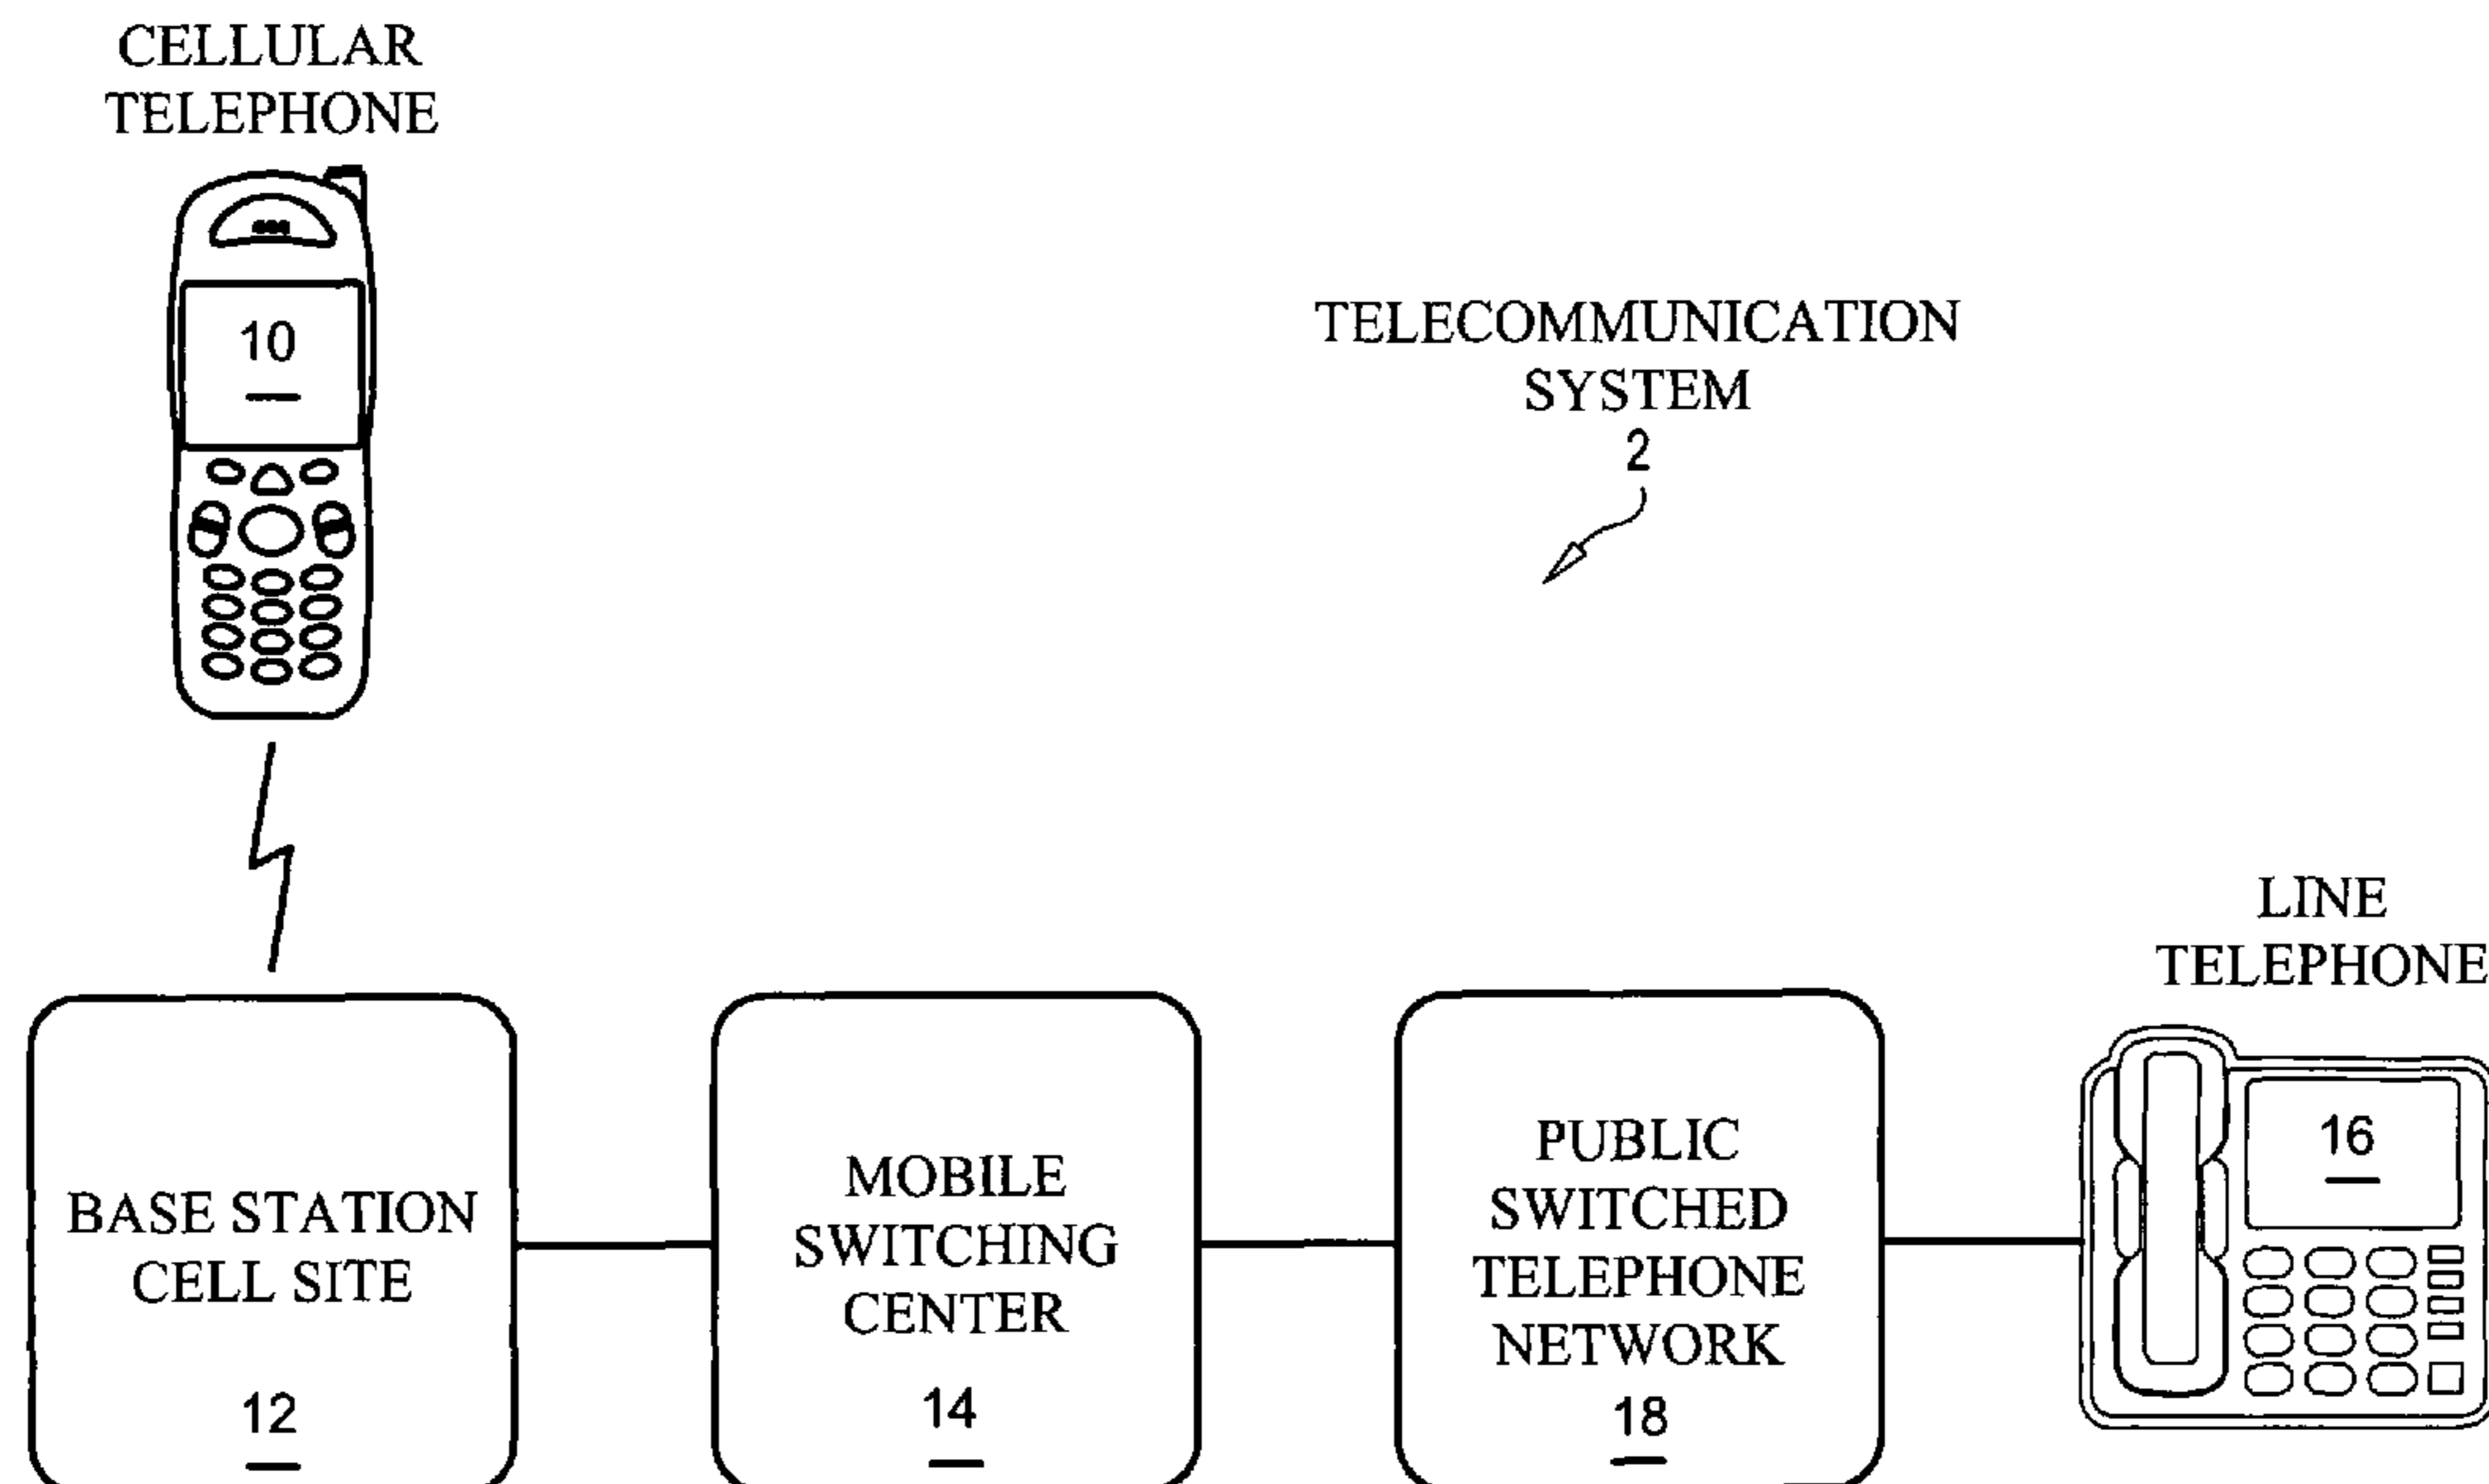 CELLULAR
TELEPHONE
10
TELECOMMUNICATION
SYSTEM
2
BASE STATION
CELL SITE
12
MOBILE
SWITCHING
CENTER
14
PUBLIC
SWITCHED
TELEPHONE
NETWORK
18
LINE
TELEPHONE
16